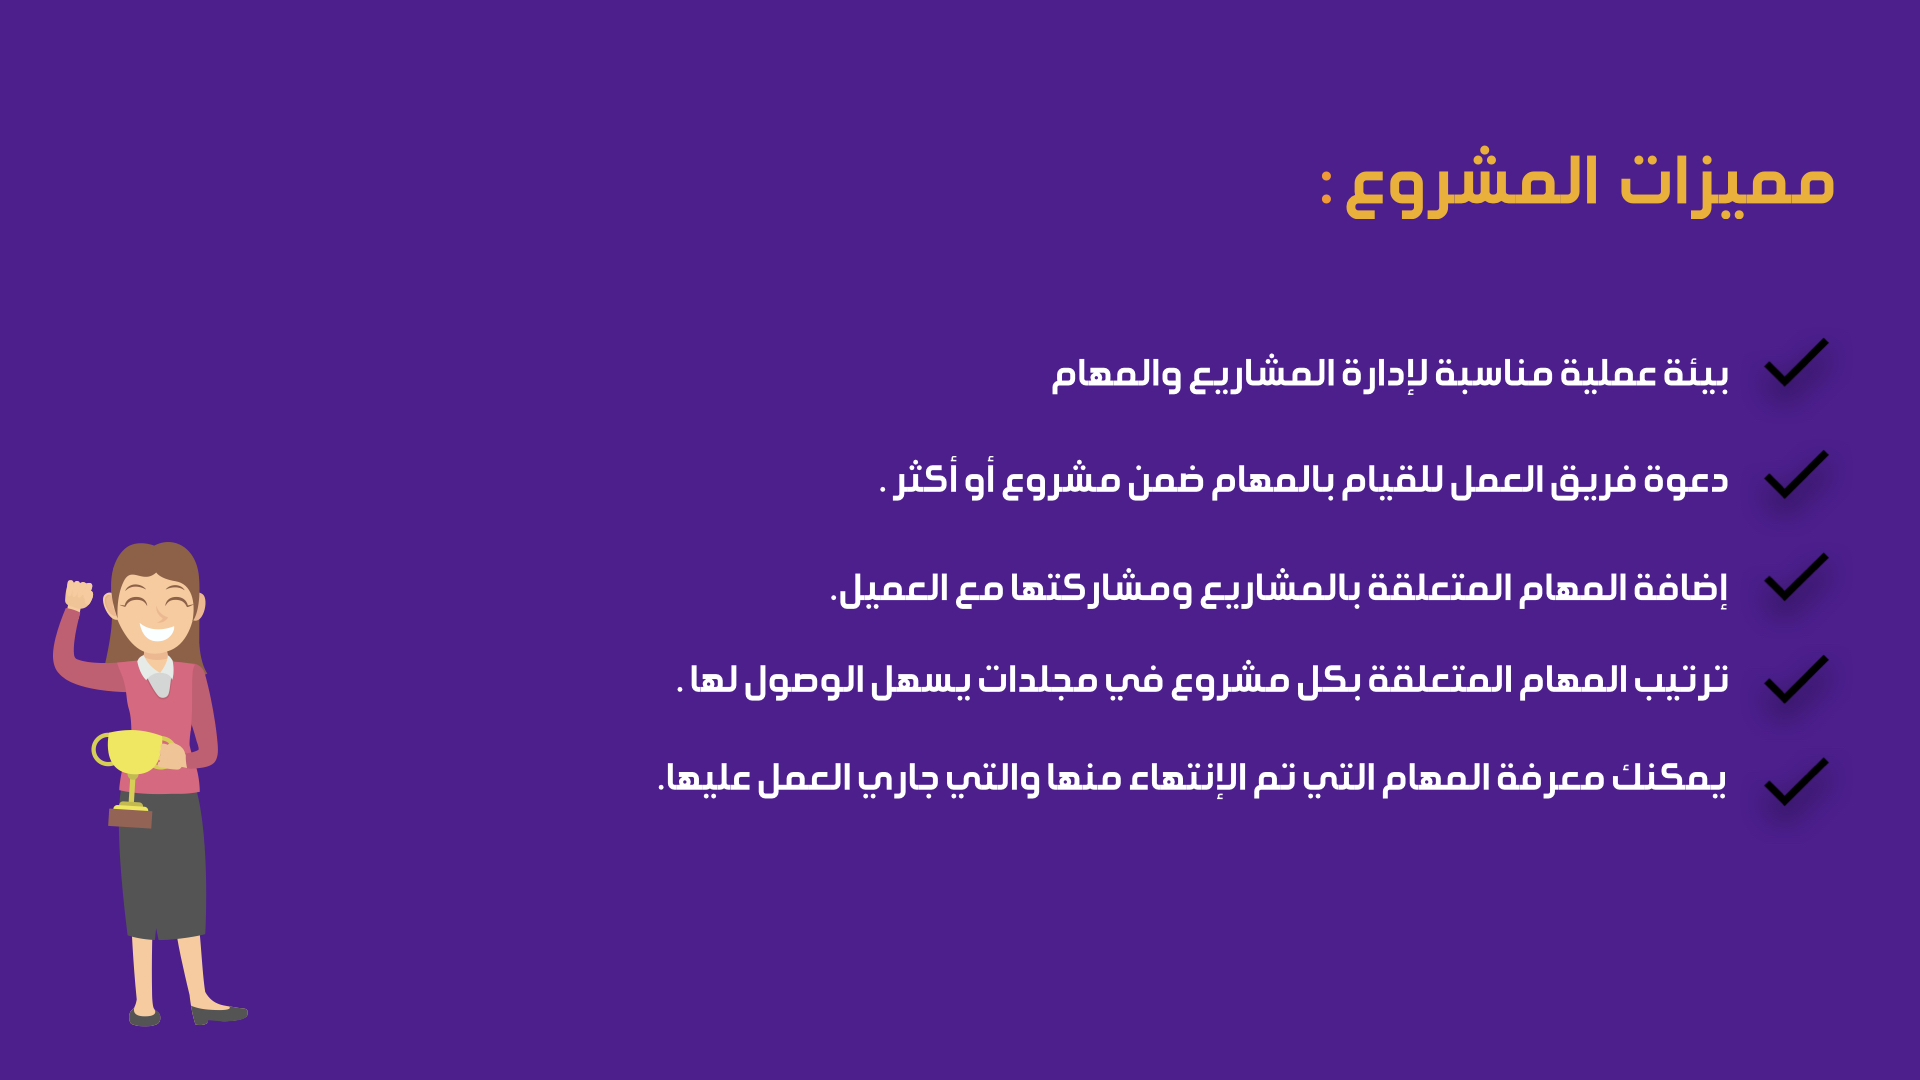 مميزات المشروع :
بيئة عملية مناسبة لإدارة المشاريع والمهام
دعوة فريق العمل للقيام بالمهام ضمن مشروع أو أكثر .
إضافة المهام المتعلقة بالمشاريع ومشاركتها مع العميل.
ترتيب المهام المتعلقة بكل مشروع في مجلدات يسهل الوصول لها .
يمكنك معرفة المهام التي تم الإنتهاء منها والتي جاري العمل عليها.